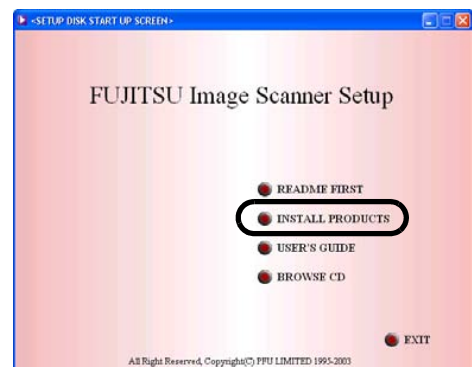 <SETUP DISK START UP SCREEN>
FUJITSU Image Scanner Setup
README FIRST
INSTALL PRODUCTS
USER'S GUIDE
BROWSE CD
EXIT
All Right Reserved, Copyright(C) PFU LIMITED 1995-2003